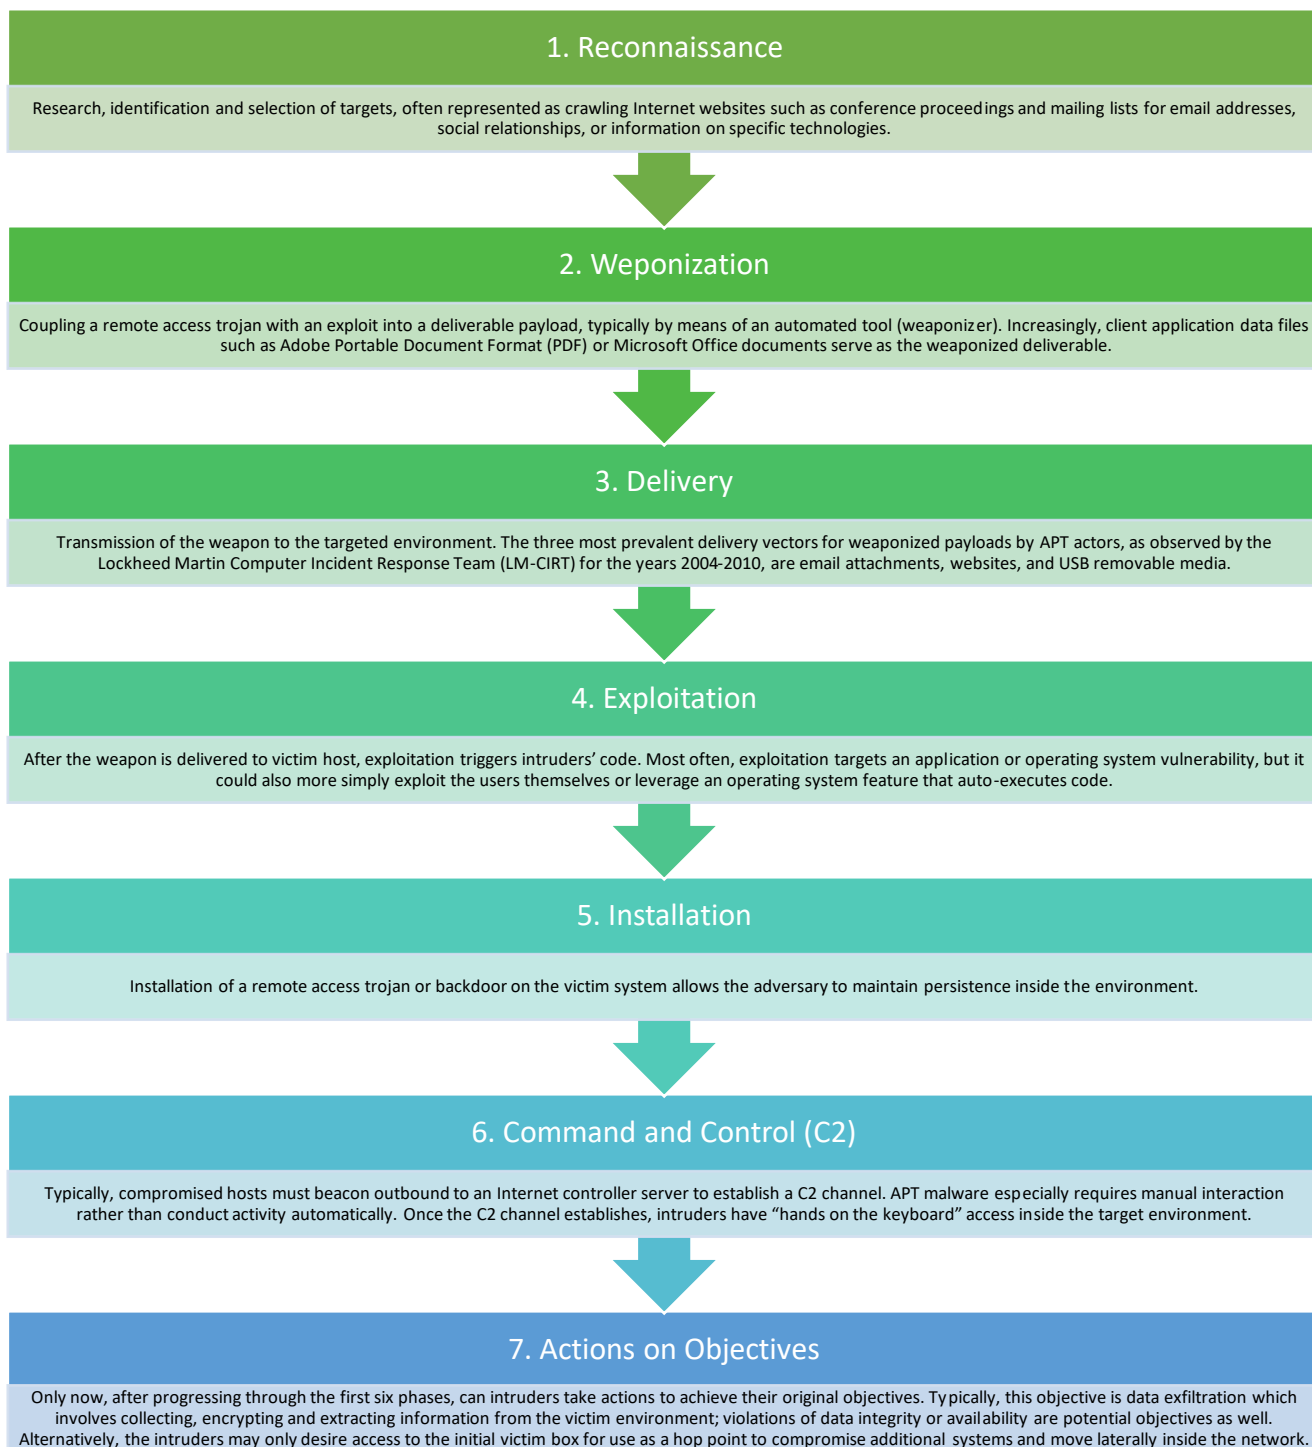 1. Reconnaissance
Research, identification and selection of targets, often represented as crawling Internet websites such as conference proceedings and mailing lists for email addresses,
social relationships, or information on specific technologies.
2. Weponization
Coupling a remote access trojan with an exploit into a deliverable payload, typically by means of an automated tool (weaponizer). Increasingly, client application data files
such as Adobe Portable Document Format (PDF) or Microsoft Office documents serve as the weaponized deliverable.
3. Delivery
Transmission of the weapon to the targeted environment. The three most prevalent delivery vectors for weaponized payloads by APT actors, as observed by the
Lockheed Martin Computer Incident Response Team (LM-CIRT) for the years 2004-2010, are email attachments, websites, and USB removable media.
4. Exploitation
After the weapon is delivered to victim host, exploitation triggers intruders’ code. Most often, exploitation targets an application or operating system vulnerability, but it
could also more simply exploit the users themselves or leverage an operating system feature that auto-executes code.
5. Installation
Installation of a remote access trojan or backdoor on the victim system allows the adversary to maintain persistence inside the environment.
6. Command and Control (C2)
Typically, compromised hosts must beacon outbound to an Internet controller server to establish a C2 channel. APT malware especially requires manual interaction
rather than conduct activity automatically. Once the C2 channel establishes, intruders have “hands on the keyboard” access inside the target environment.
7. Actions on Objectives
Only now, after progressing through the first six phases, can intruders take actions to achieve their original objectives. Typically, this objective is data exfiltration which
involves collecting, encrypting and extracting information from the victim environment; violations of data integrity or availability are potential objectives as well.
Alternatively, the intruders may only desire access to the initial victim box for use as a hop point to compromise additional systems and move laterally inside the network.